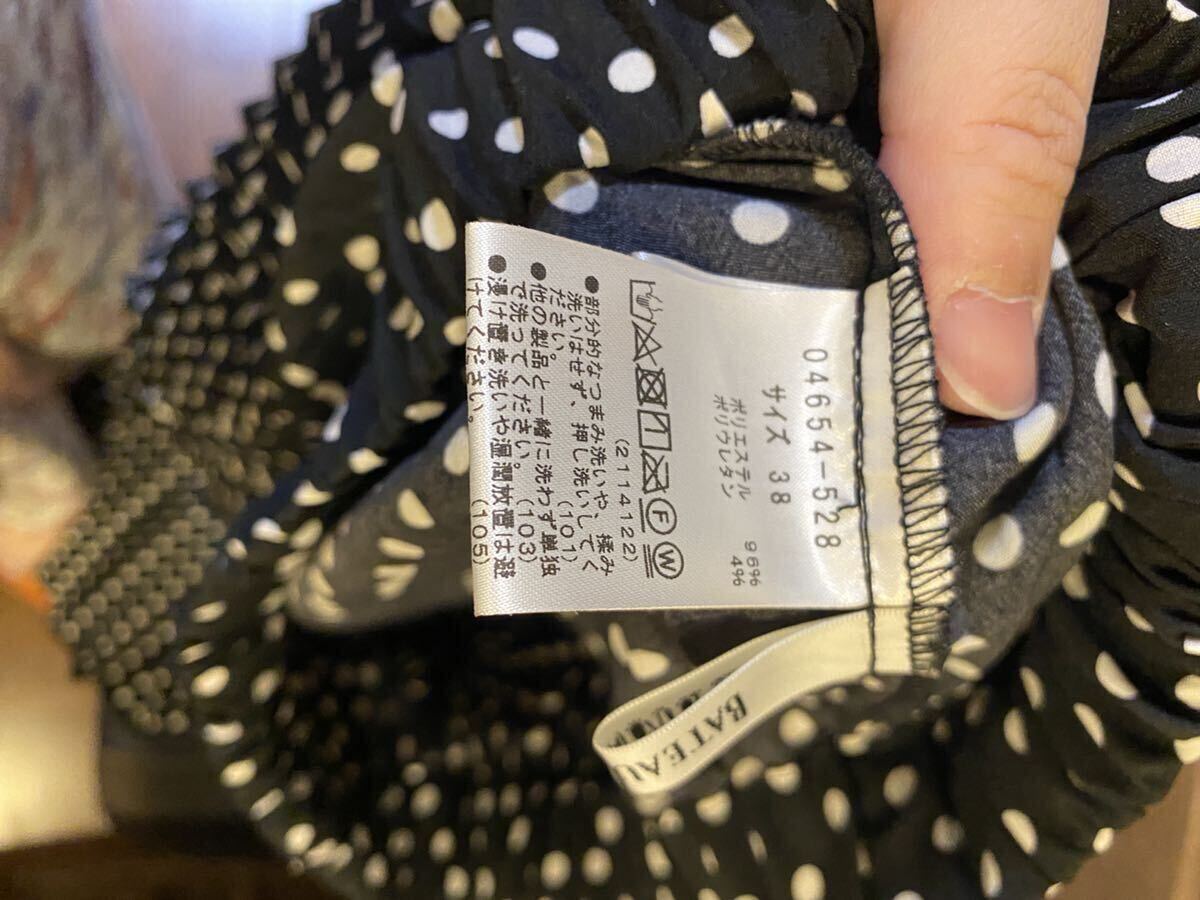 04654-528
サイズ 38
ポリエステル 96%
ポリウレタン 4%
F W
(2114122)
●部分的なつまみ洗いや、揉み
洗いはせず、押し洗いしてく
ださい。 (101)
●他の製品と一緒に洗わず単独
で洗ってください。 (103)
●漬け置き洗いや湿潤放置は避
けてください。 (105)
BATEAU